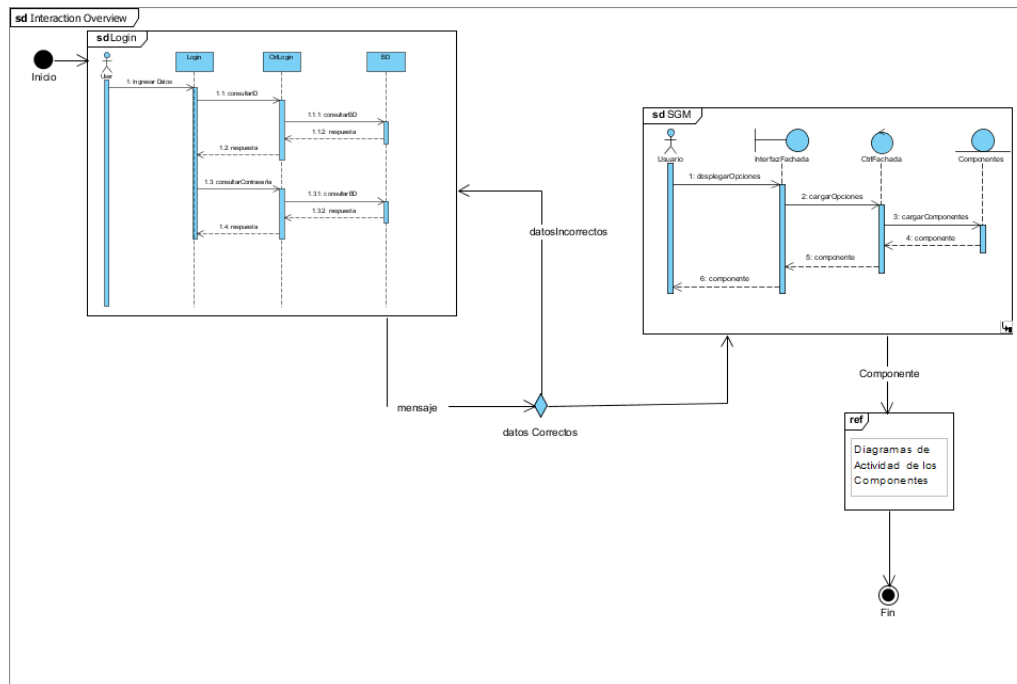 sd Interaction Overview
Inicio
sd Login
User
Login
CtrlLogin
BD
1: Ingresar Datos
1.1: consultarID
1.1.1: consultarBD
1.1.2: respuesta
1.2: respuesta
1.3: consultarContraseña
1.3.1: consultarBD
1.3.2: respuesta
1.4: respuesta
datosIncorrectos
mensaje
datos Correctos
sd SGM
Usuario
InterfazFachada
CtrlFachada
Componentes
1: desplegarOpciones
2: cargarOpciones
3: cargarComponentes
4: componente
5: componente
6: componente
Componente
ref
Diagramas de
Actividad de los
Componentes
Fin